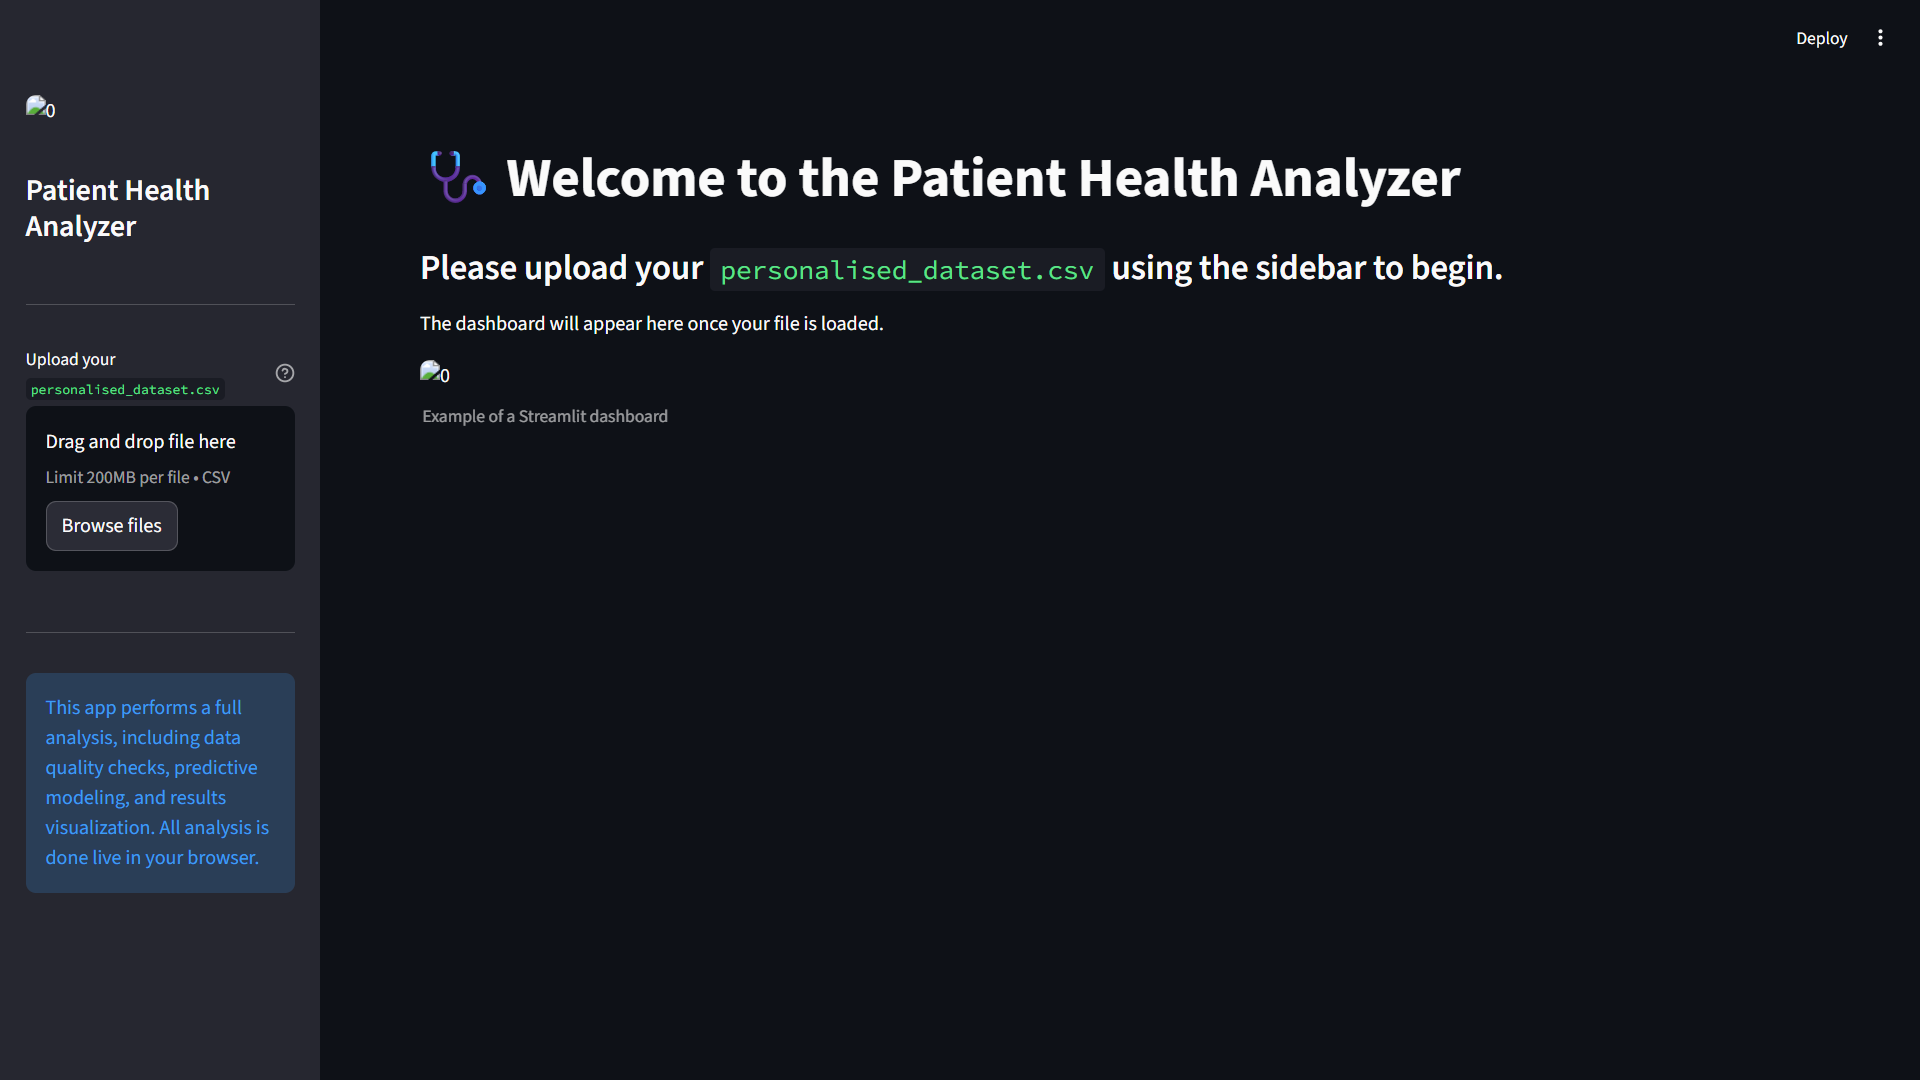 Deploy
0
Patient Health
Analyzer
Upload your
personalised_dataset.csv
Drag and drop file here
Limit 200MB per file • CSV
Browse files
This app performs a full
analysis, including data
quality checks, predictive
modeling, and results
visualization. All analysis is
done live in your browser.
🩺 Welcome to the Patient Health Analyzer
Please upload your personalised_dataset.csv using the sidebar to begin.
The dashboard will appear here once your file is loaded.
0
Example of a Streamlit dashboard